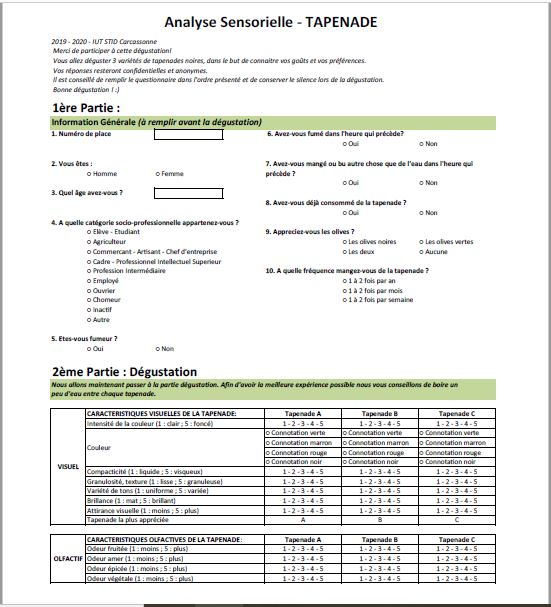 Analyse Sensorielle - TAPENADE
2019 - 2020 - IUT STID Carcassonne
Merci de participer à cette dégustation!
Vous allez déguster 3 variétés de tapenades noires, dans le but de connaitre vos goûts et vos préférences.
Vos réponses resteront confidentielles et anonymes.
Il est conseillé de remplir le questionnaire dans l'ordre présenté et de conserver le silence lors de la dégustation.
Bonne dégustation ! :)
1ère Partie :
Information Générale (à remplir avant la dégustation)
1. Numéro de place
2. Vous êtes :
○ Homme ○ Femme
3. Quel âge avez-vous ?
4. A quelle catégorie socio-professionnelle appartenez-vous ?
○ Elève - Etudiant
○ Agriculteur
○ Commercant - Artisant - Chef d'entreprise
○ Cadre - Professionnel Intellectuel Superieur
○ Profession Intermédiaire
○ Employé
○ Ouvrier
○ Chomeur
○ Inactif
○ Autre
5. Etes-vous fumeur ?
○ Oui ○ Non
6. Avez-vous fumé dans l'heure qui précède?
○ Oui ○ Non
7. Avez-vous mangé ou bu autre chose que de l'eau dans l'heure qui
précède ?
○ Oui ○ Non
8. Avez-vous déjà consommé de la tapenade ?
○ Oui ○ Non
9. Appreciez-vous les olives ?
○ Les olives noires ○ Les olives vertes
○ Les deux ○ Aucune
10. A quelle fréquence mangez-vous de la tapenade ?
○ 1 à 2 fois par an
○ 1 à 2 fois par mois
○ 1 à 2 fois par semaine
2ème Partie : Dégustation
Nous allons maintenant passer à la partie dégustation. Afin d'avoir la meilleure expérience possible nous vous conseillons de boire un
peu d'eau entre chaque tapenade.
VISUEL
CARACTERISTIQUES VISUELLES DE LA TAPENADE: Tapenade A Tapenade B Tapenade C
Intensité de la couleur (1 : clair ; 5 : foncé) 1 - 2 - 3 - 4 - 5 1 - 2 - 3 - 4 - 5 1 - 2 - 3 - 4 - 5
Couleur
○ Connotation verte ○ Connotation verte ○ Connotation verte
○ Connotation marron ○ Connotation marron ○ Connotation marron
○ Connotation rouge ○ Connotation rouge ○ Connotation rouge
○ Connotation noir ○ Connotation noir ○ Connotation noir
Compacticité (1 : liquide ; 5 : visqueux) 1 - 2 - 3 - 4 - 5 1 - 2 - 3 - 4 - 5 1 - 2 - 3 - 4 - 5
Granulosité, texture (1 : lisse ; 5 : granuleuse) 1 - 2 - 3 - 4 - 5 1 - 2 - 3 - 4 - 5 1 - 2 - 3 - 4 - 5
Variété de tons (1 : uniforme ; 5 : variée) 1 - 2 - 3 - 4 - 5 1 - 2 - 3 - 4 - 5 1 - 2 - 3 - 4 - 5
Brillance (1 : mat ; 5 : brillant) 1 - 2 - 3 - 4 - 5 1 - 2 - 3 - 4 - 5 1 - 2 - 3 - 4 - 5
Attirance visuelle (1 : moins ; 5 : plus) 1 - 2 - 3 - 4 - 5 1 - 2 - 3 - 4 - 5 1 - 2 - 3 - 4 - 5
Tapenade la plus appréciée A B C
OLFACTIF
CARACTERISTIQUES OLFACTIVES DE LA TAPENADE: Tapenade A Tapenade B Tapenade C
Odeur fruitée (1 : moins ; 5 : plus) 1 - 2 - 3 - 4 - 5 1 - 2 - 3 - 4 - 5 1 - 2 - 3 - 4 - 5
Odeur amer (1 : moins ; 5 : plus) 1 - 2 - 3 - 4 - 5 1 - 2 - 3 - 4 - 5 1 - 2 - 3 - 4 - 5
Odeur épicée (1 : moins ; 5 : plus) 1 - 2 - 3 - 4 - 5 1 - 2 - 3 - 4 - 5 1 - 2 - 3 - 4 - 5
Odeur végétale (1 : moins ; 5 : plus) 1 - 2 - 3 - 4 - 5 1 - 2 - 3 - 4 - 5 1 - 2 - 3 - 4 - 5